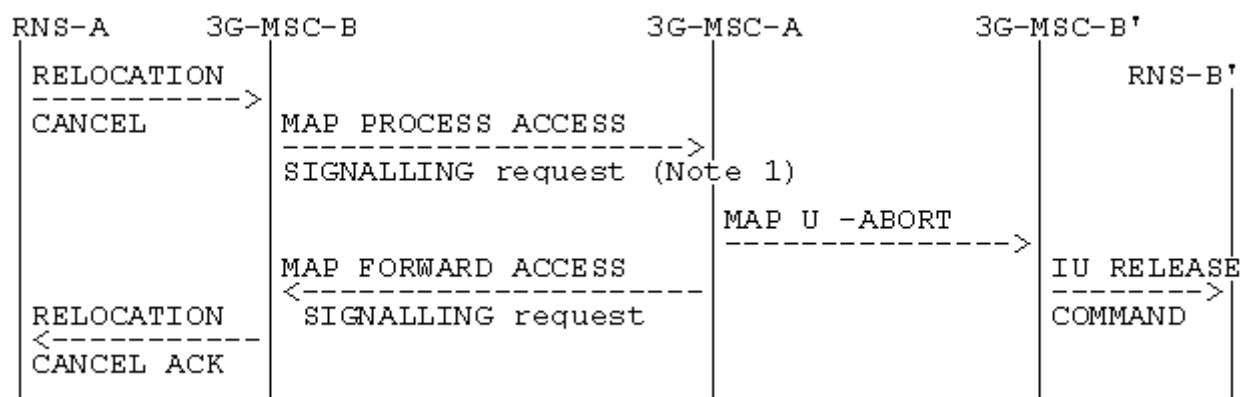 RNS-A 3G-MSC-B 3G-MSC-A 3G-MSC-B'
RELOCATION RNS-B'
CANCEL MAP PROCESS ACCESS
SIGNALLING request (Note 1)
MAP U -ABORT
MAP FORWARD ACCESS IU RELEASE
RELOCATION SIGNALLING request COMMAND
CANCEL ACK